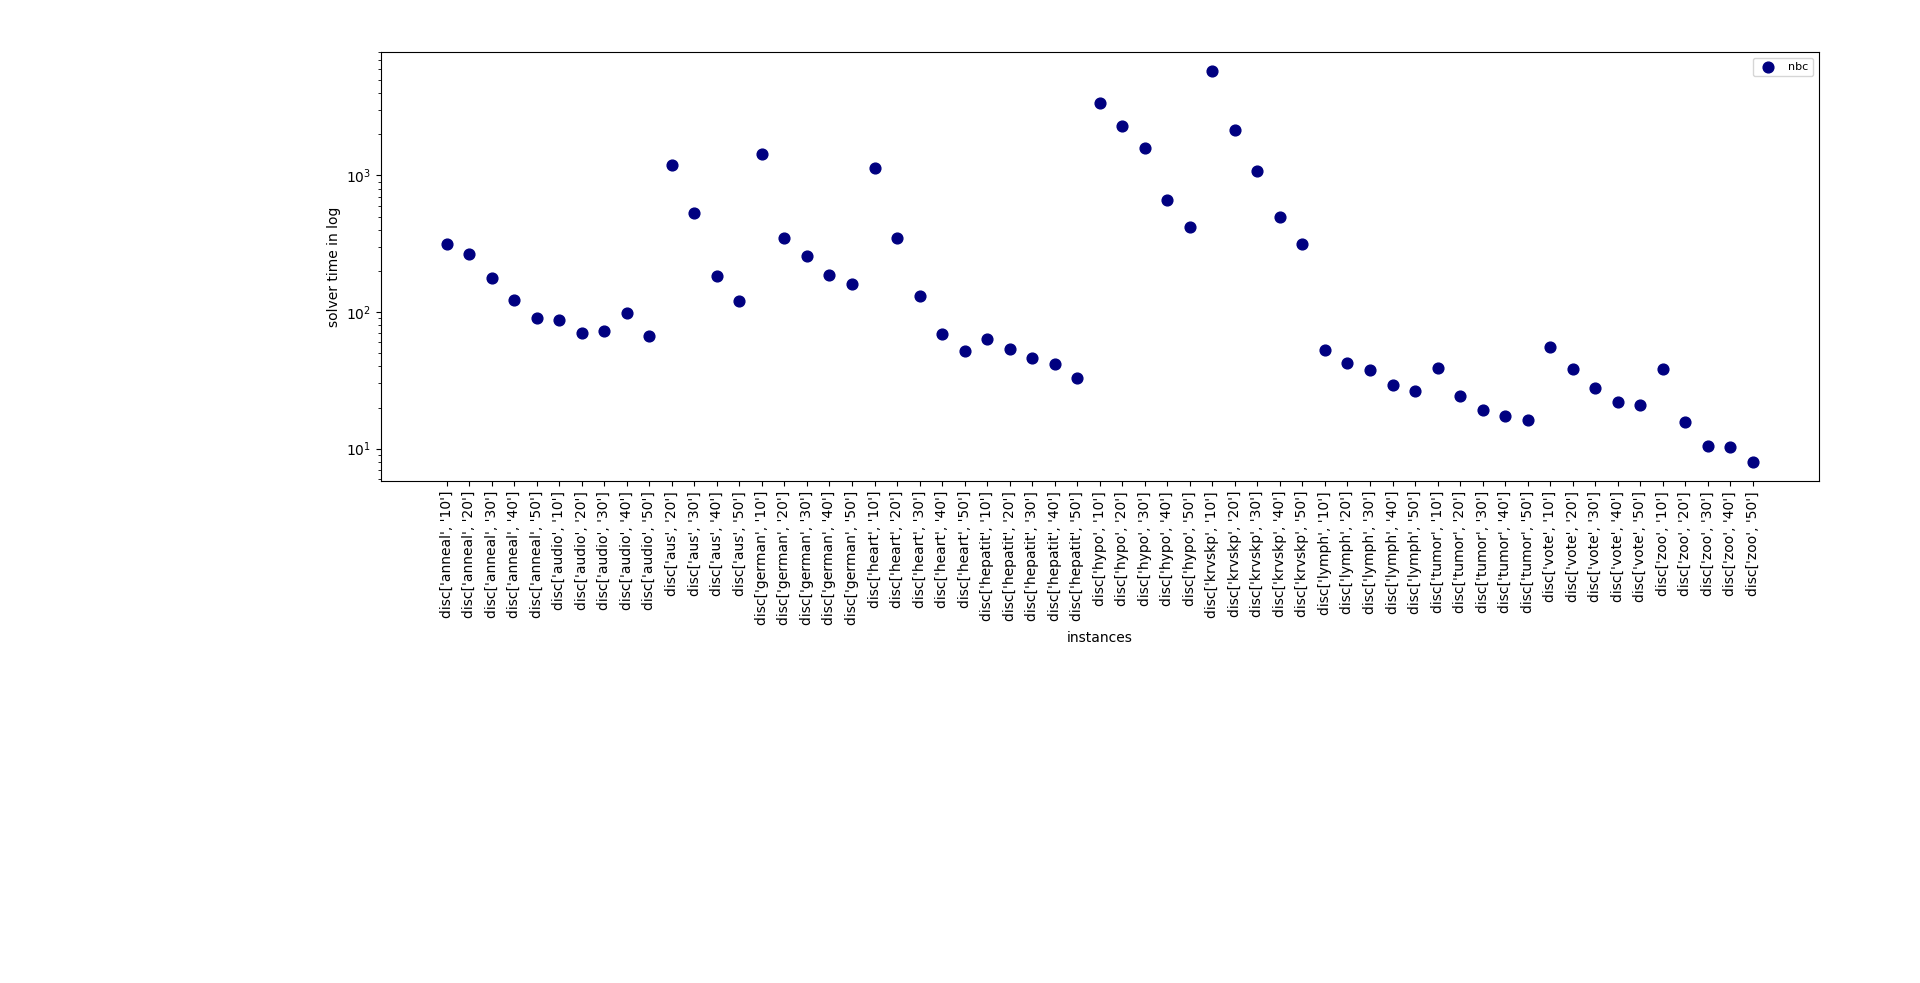 nbc
solver time in log
10³
10²
10¹
disc['anneal', '10']
disc['anneal', '20']
disc['anneal', '30']
disc['anneal', '40']
disc['anneal', '50']
disc['audio', '10']
disc['audio', '20']
disc['audio', '30']
disc['audio', '40']
disc['audio', '50']
disc['aus', '20']
disc['aus', '30']
disc['aus', '40']
disc['aus', '50']
disc['german', '10']
disc['german', '20']
disc['german', '30']
disc['german', '40']
disc['german', '50']
disc['heart', '10']
disc['heart', '20']
disc['heart', '30']
disc['heart', '40']
disc['heart', '50']
disc['hepatit', '10']
disc['hepatit', '20']
disc['hepatit', '30']
disc['hepatit', '40']
disc['hepatit', '50']
disc['hypo', '10']
disc['hypo', '20']
disc['hypo', '30']
disc['hypo', '40']
disc['hypo', '50']
disc['krvskp', '10']
disc['krvskp', '20']
disc['krvskp', '30']
disc['krvskp', '40']
disc['krvskp', '50']
disc['lymph', '10']
disc['lymph', '20']
disc['lymph', '30']
disc['lymph', '40']
disc['lymph', '50']
disc['tumor', '10']
disc['tumor', '20']
disc['tumor', '30']
disc['tumor', '40']
disc['tumor', '50']
disc['vote', '10']
disc['vote', '20']
disc['vote', '30']
disc['vote', '40']
disc['vote', '50']
disc['zoo', '10']
disc['zoo', '20']
disc['zoo', '30']
disc['zoo', '40']
disc['zoo', '50']
instances